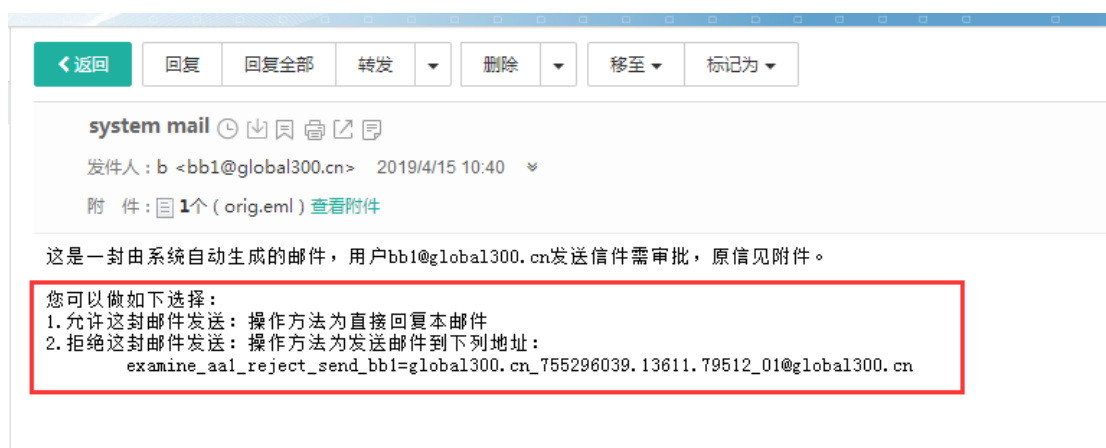 返回 回复 回复全部 转发 删除 移至 标记为
system mail
发件人：b <bb1@global300.cn> 2019/4/15 10:40
附 件：1个 ( orig.eml ) 查看附件
这是一封由系统自动生成的邮件，用户bb1@global300.cn发送信件需审批，原信见附件。
您可以做如下选择：
1.允许这封邮件发送：操作方法为直接回复本邮件
2.拒绝这封邮件发送：操作方法为发送邮件到下列地址：
examine_aa1_reject_send_bb1=global300.cn_755296039.13611.79512_01@global300.cn